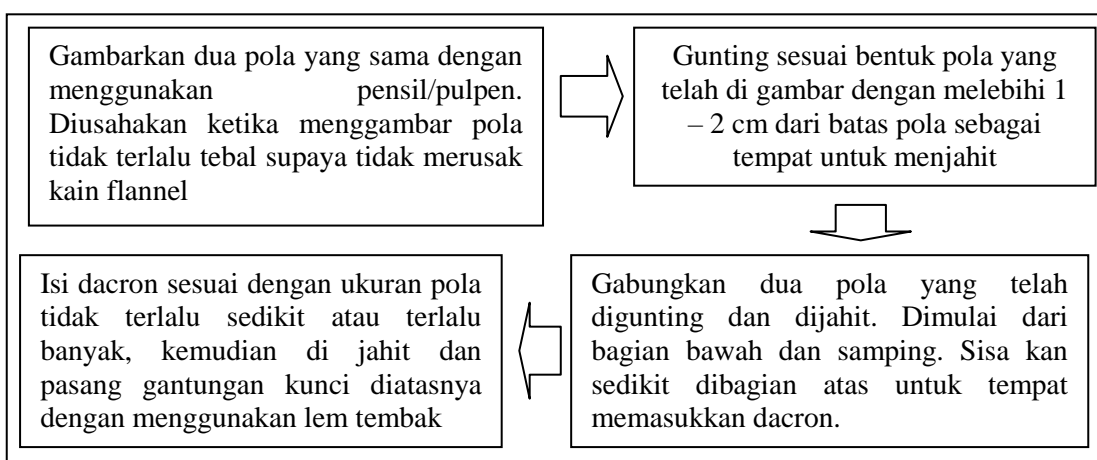 Gambarkan dua pola yang sama dengan
menggunakan pensil/pulpen.
Diusahakan ketika menggambar pola
tidak terlalu tebal supaya tidak merusak
kain flannel
Gunting sesuai bentuk pola yang
telah di gambar dengan melebihi 1
– 2 cm dari batas pola sebagai
tempat untuk menjahit
Gabungkan dua pola yang telah
digunting dan dijahit. Dimulai dari
bagian bawah dan samping. Sisa kan
sedikit dibagian atas untuk tempat
memasukkan dacron.
Isi dacron sesuai dengan ukuran pola
tidak terlalu sedikit atau terlalu
banyak, kemudian di jahit dan
pasang gantungan kunci diatasnya
dengan menggunakan lem tembak